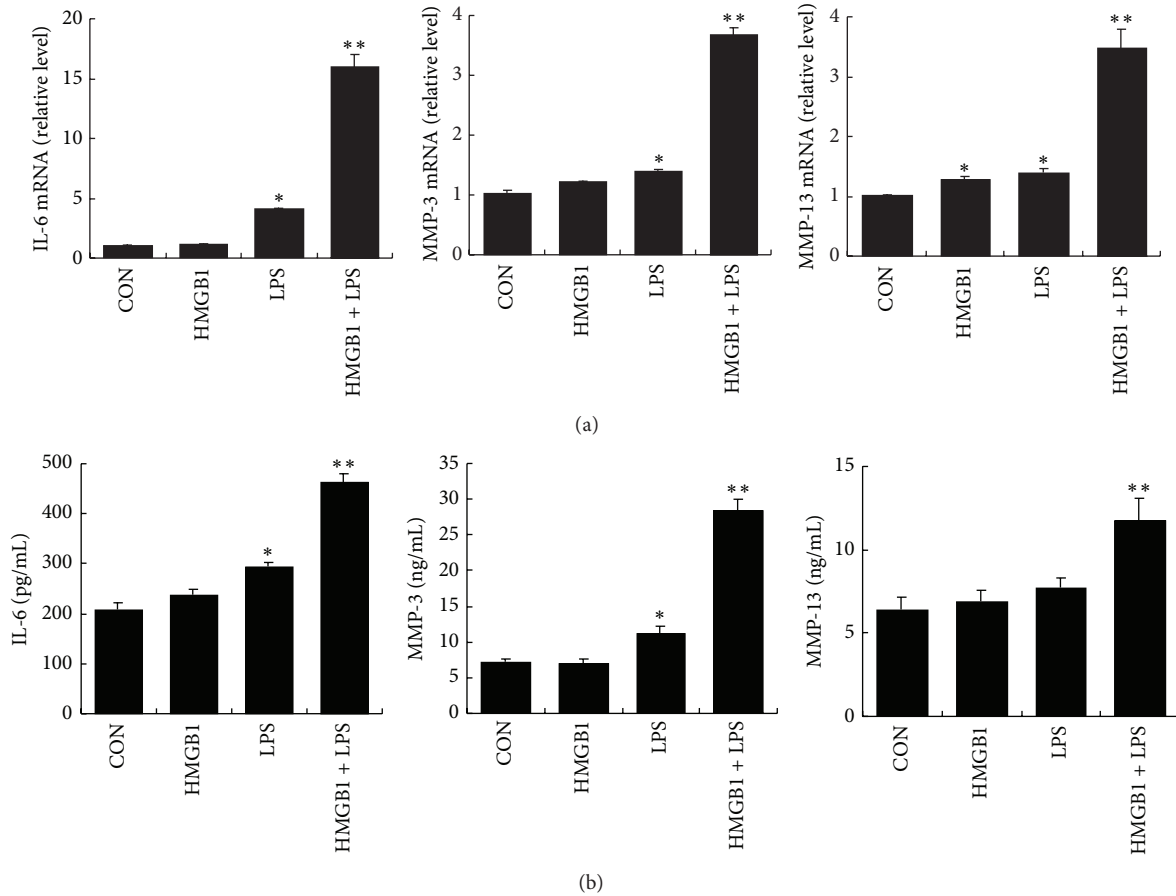 IL-6 mRNA (relative level)
20
15
10
5
0
**
*
CON
HMGB1
LPS
HMGB1 + LPS
MMP-3 mRNA (relative level)
4
3
2
1
0
**
*
CON
HMGB1
LPS
HMGB1 + LPS
MMP-13 mRNA (relative level)
4
3
2
1
0
**
*
*
CON
HMGB1
LPS
HMGB1 + LPS
(a)
IL-6 (pg/mL)
500
400
300
200
100
0
**
*
CON
HMGB1
LPS
HMGB1 + LPS
MMP-3 (ng/mL)
35
30
25
20
15
10
5
0
**
*
CON
HMGB1
LPS
HMGB1 + LPS
MMP-13 (ng/mL)
15
10
5
0
**
CON
HMGB1
LPS
HMGB1 + LPS
(b)